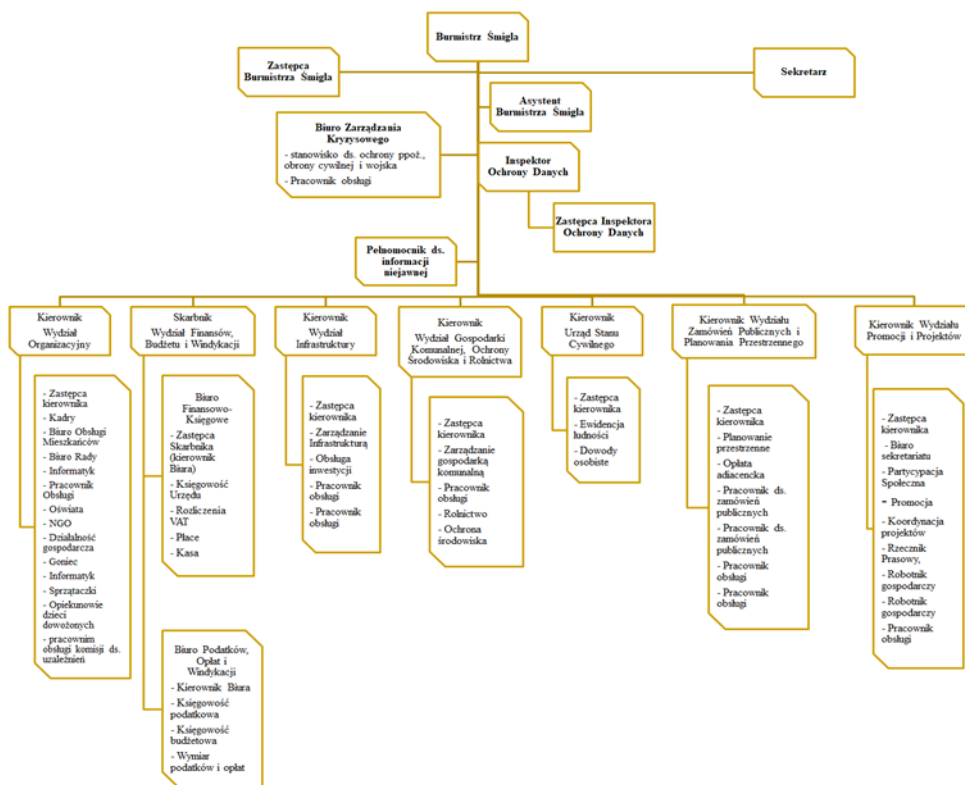 Burmistrz Śmigla
Zastępca
Burmistrza Śmigla
Sekretarz
Asystent
Burmistrza Śmigla
Biuro Zarządzania
Kryzysowego
- stanowisko ds. ochrony ppoż.,
obrony cywilnej i wojska
- Pracownik obsługi
Inspektor
Ochrony Danych
Zastępca Inspektora
Ochrony Danych
Pełnomocnik ds.
informacji
niejawnej
Kierownik
Wydział
Organizacyjny
- Zastępca
kierownika
- Kadry
- Biuro Obsługi
Mieszkańców
- Biuro Rady
- Informatyk
- Pracownik
Obsługi
- Oświata
- NGO
- Działalność
gospodarcza
- Goniec
- Informatyk
- Sprzątaczki
- Opiekunowie
dzieci
dowożonych
- pracownim
obsługi komisji ds.
uzależnień
Skarbnik
Wydział Finansów,
Budżetu i Windykacji
Biuro
Finansowo-
Księgowe
- Zastępca
Skarbnika
(kierownik
Biura)
- Księgowość
Urzędu
- Rozliczenia
VAT
- Płace
- Kasa
Biuro Podatków,
Opłat i
Windykacji
- Kierownik Biura
- Księgowość
podatkowa
- Księgowość
budżetowa
- Wymiar
podatków i opłat
Kierownik
Wydział
Infrastruktury
- Zastępca
kierownika
- Zarządzanie
Infrastrukturą
- Obsługa
inwestycji
- Pracownik
obsługi
- Pracownik
obsługi
Kierownik
Wydział Gospodarki
Komunalnej, Ochrony
Środowiska i Rolnictwa
- Zastępca
kierownika
- Zarządzanie
gospodarką
komunalną
- Pracownik
obsługi
- Rolnictwo
- Ochrona
środowiska
Kierownik
Urząd Stanu
Cywilnego
- Zastępca
kierownika
- Ewidencja
ludności
- Dowody
osobiste
Kierownik Wydziału
Zamówień Publicznych i
Planowania Przestrzennego
- Zastępca
kierownika
- Planowanie
przestrzenne
- Opłata
adiacencka
- Pracownik ds.
zamówień
publicznych
- Pracownik ds.
zamówień
publicznych
- Pracownik
obsługi
- Pracownik
obsługi
Kierownik Wydziału
Promocji i Projektów
- Zastępca
kierownika
- Biuro
sekretariatu
- Partycypacja
Społeczna
- Promocja
- Koordynacja
projektów
- Rzecznik
Prasowy,
- Robotnik
gospodarczy
- Robotnik
gospodarczy
- Pracownik
obsługi